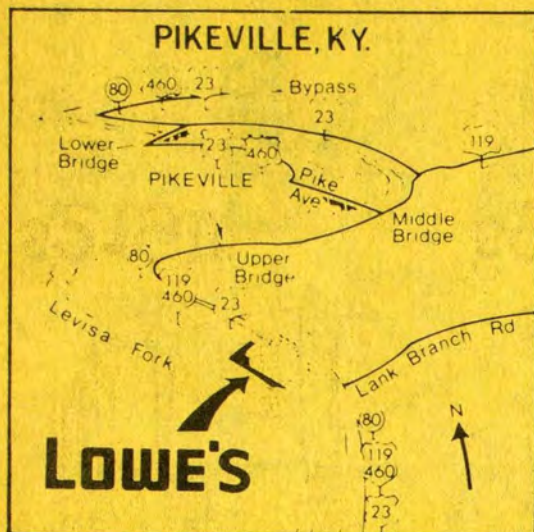 PIKEVILLE, KY.
80 460 23 Bypass
23
119
Lower
Bridge
23 460
PIKEVILLE
Pike
Ave
Middle
Bridge
80
Upper
Bridge
119
460 23
Levisa Fork
Lank Branch Rd
LOWE'S
N
80
119
460
23